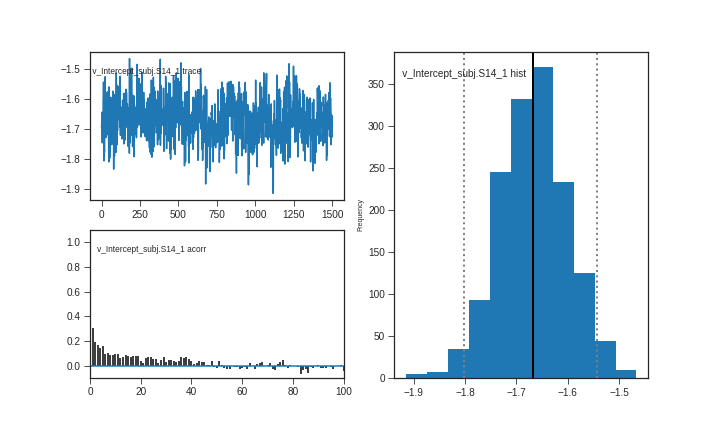 v_Intercept_subj.S14_1 trace
−1.5
−1.6
−1.7
−1.8
−1.9
0 250 500 750 1000 1250 1500
v_Intercept_subj.S14_1 acorr
1.0
0.8
0.6
0.4
0.2
0.0
0 20 40 60 80 100
v_Intercept_subj.S14_1 hist
Frequency
350
300
250
200
150
100
50
0
−1.9 −1.8 −1.7 −1.6 −1.5